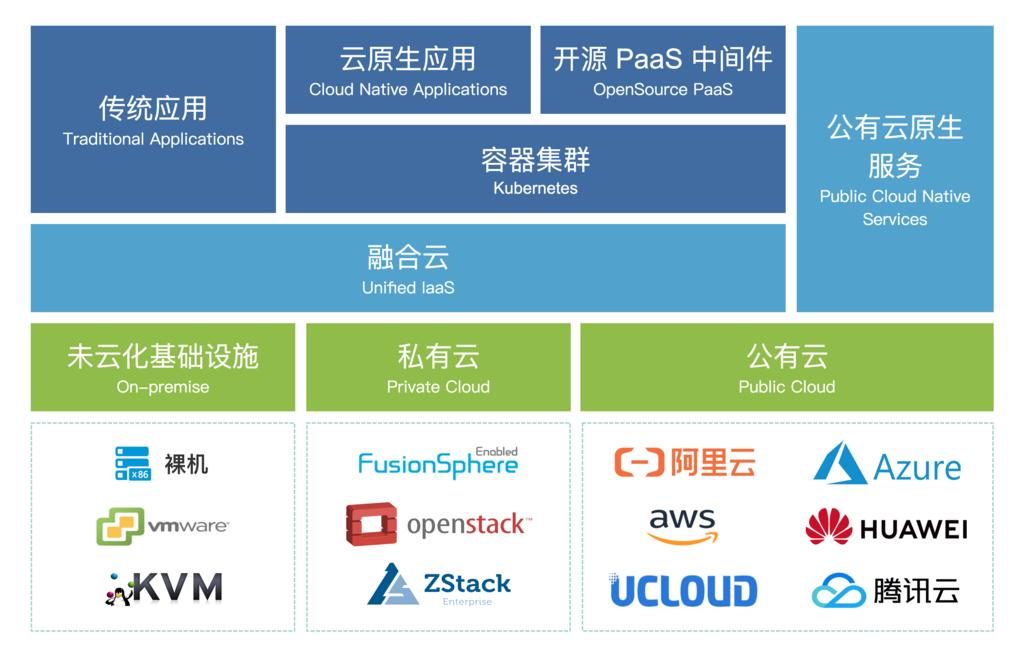 传统应用
Traditional Applications
云原生应用
Cloud Native Applications
开源 PaaS 中间件
OpenSource PaaS
容器集群
Kubernetes
公有云原生
服务
Public Cloud Native
Services
融合云
Unified IaaS
未云化基础设施
On-premise
私有云
Private Cloud
公有云
Public Cloud
x86
裸机
vmware
KVM
Enabled
FusionSphere
openstack™
ZStack
Enterprise
阿里云
Azure
aws
HUAWEI
UCLOUD
腾讯云